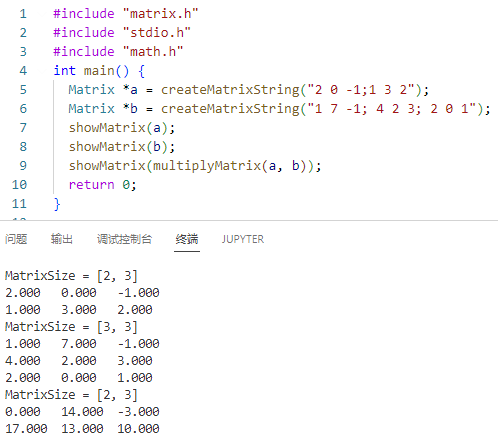 1 #include "matrix.h"
2 #include "stdio.h"
3 #include "math.h"
4 int main() {
5   Matrix *a = createMatrixString("2 0 -1;1 3 2");
6   Matrix *b = createMatrixString("1 7 -1; 4 2 3; 2 0 1");
7   showMatrix(a);
8   showMatrix(b);
9   showMatrix(multiplyMatrix(a, b));
10   return 0;
11 }
问题 输出 调试控制台 终端 JUPYTER
MatrixSize = [2, 3]
2.000 0.000 -1.000
1.000 3.000 2.000
MatrixSize = [3, 3]
1.000 7.000 -1.000
4.000 2.000 3.000
2.000 0.000 1.000
MatrixSize = [2, 3]
0.000 14.000 -3.000
17.000 13.000 10.000